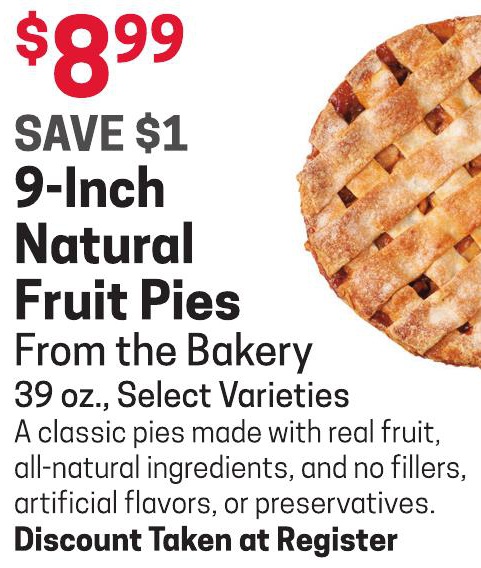 $8.99
SAVE $1
9-Inch
Natural
Fruit Pies
From the Bakery
39 oz., Select Varieties
A classic pies made with real fruit,
all-natural ingredients, and no fillers,
artificial flavors, or preservatives.
Discount Taken at Register